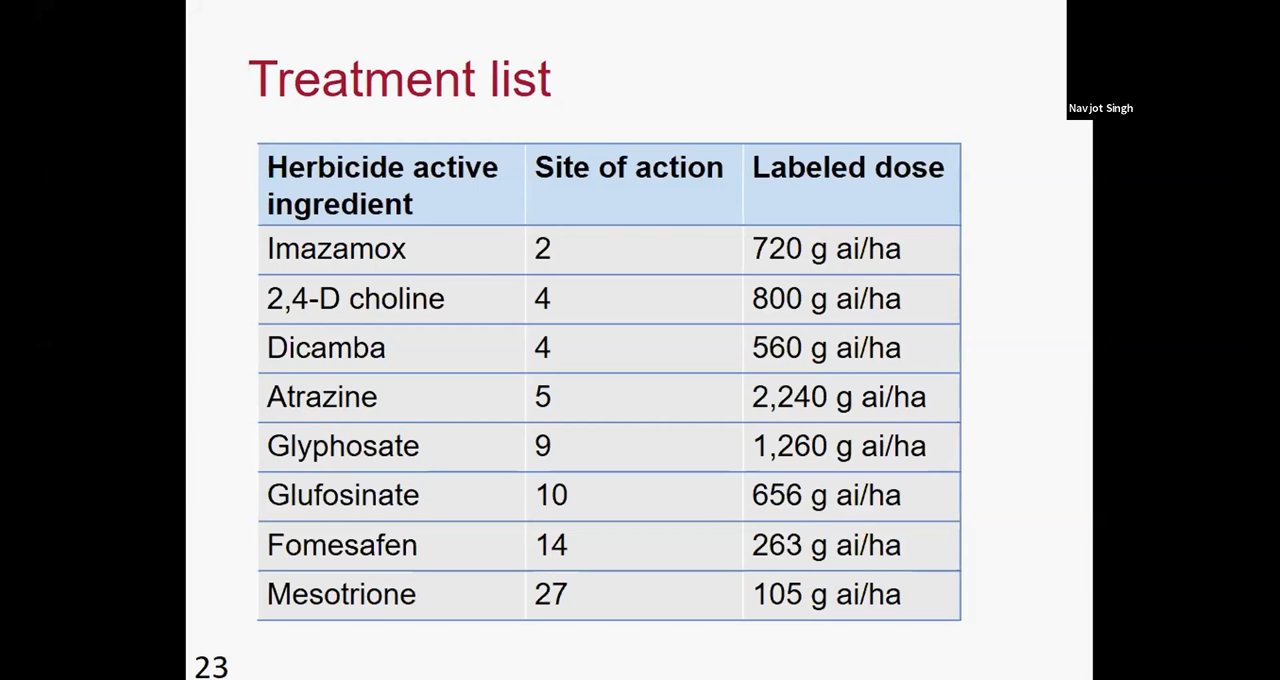 Treatment list
Navjot Singh
Herbicide active ingredient Site of action Labeled dose
Imazamox 2 720 g ai/ha
2,4-D choline 4 800 g ai/ha
Dicamba 4 560 g ai/ha
Atrazine 5 2,240 g ai/ha
Glyphosate 9 1,260 g ai/ha
Glufosinate 10 656 g ai/ha
Fomesafen 14 263 g ai/ha
Mesotrione 27 105 g ai/ha
23